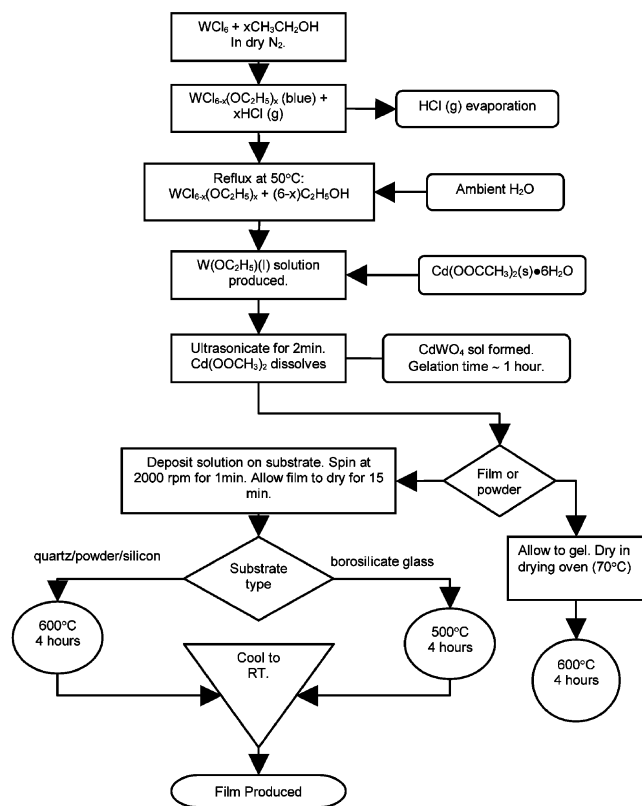 WCl₆ + xCH₃CH₂OH
In dry N₂.
WCl₆₋ₓ(OC₂H₅)ₓ (blue) +
xHCl (g)
HCl (g) evaporation
Reflux at 50°C:
WCl₆₋ₓ(OC₂H₅)ₓ + (6-x)C₂H₅OH
Ambient H₂O
W(OC₂H₅)(l) solution
produced.
Cd(OOCCH₃)₂(s)●6H₂O
Ultrasonicate for 2min.
Cd(OOCH₃)₂ dissolves
CdWO₄ sol formed.
Gelation time ~ 1 hour.
Film or
powder
Deposit solution on substrate. Spin at
2000 rpm for 1min. Allow film to dry for 15
min.
Allow to gel. Dry in
drying oven (70°C)
quartz/powder/silicon
Substrate
type
borosilicate glass
600°C
4 hours
500°C
4 hours
600°C
4 hours
Cool to
RT.
Film Produced